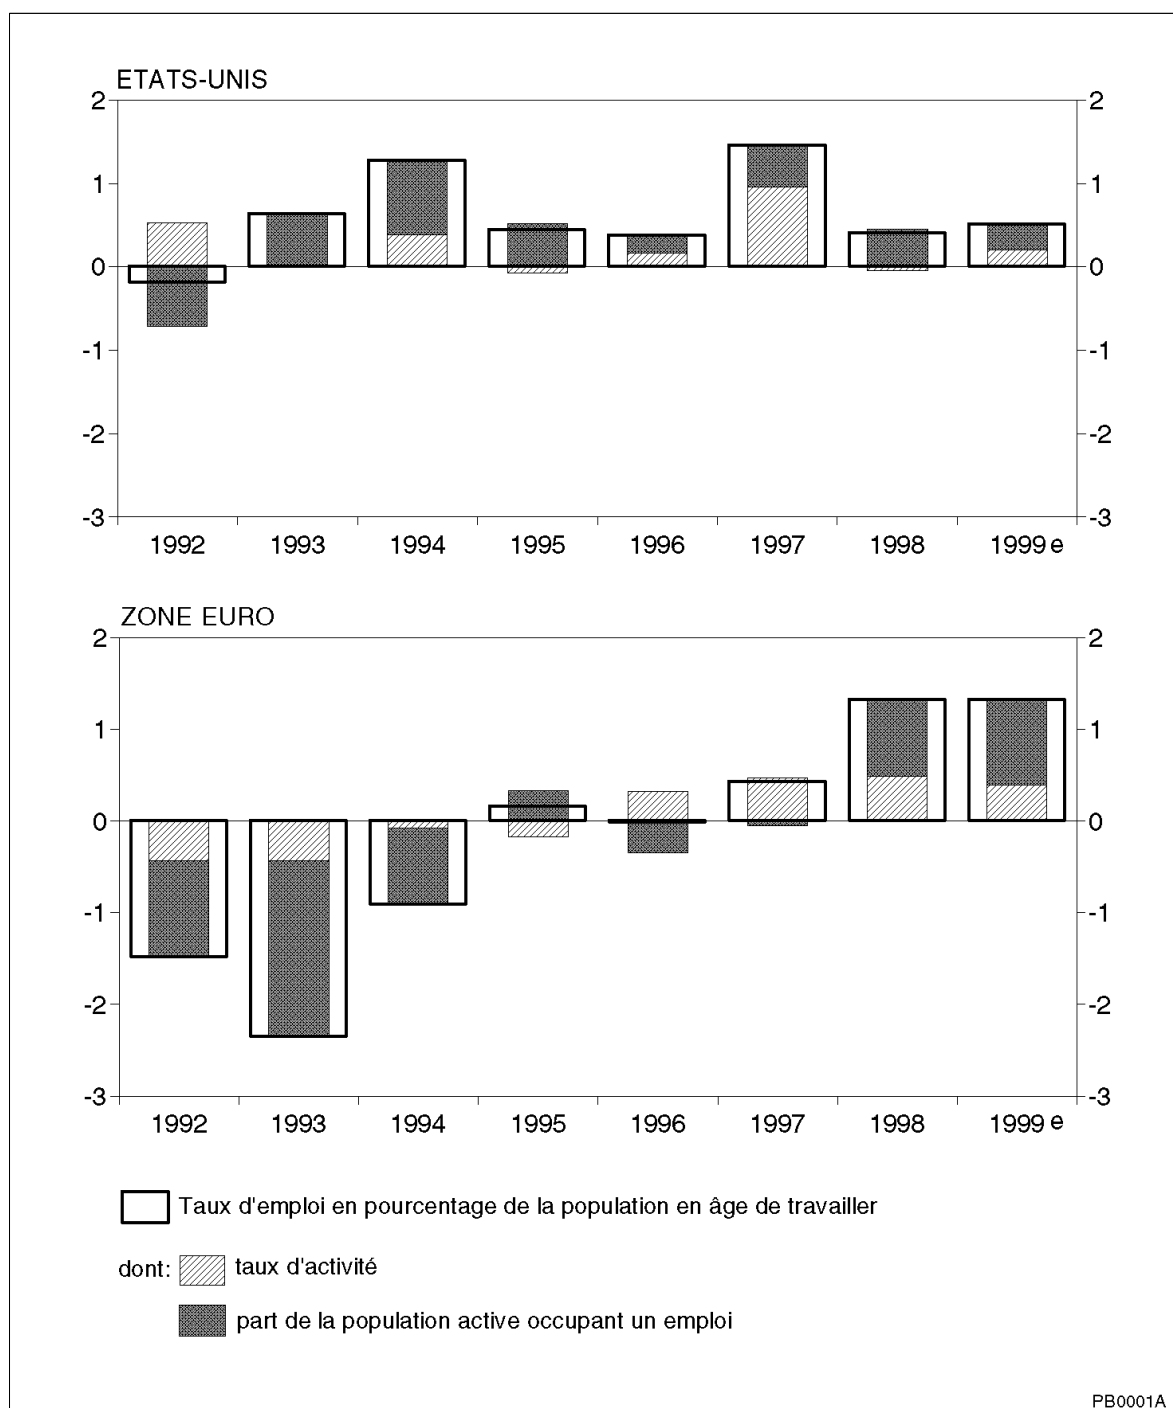 ETATS-UNIS
2 2
1 1
0 0
-1 -1
-2 -2
-3 -3
1992 1993 1994 1995 1996 1997 1998 1999 e
ZONE EURO
2 2
1 1
0 0
-1 -1
-2 -2
-3 -3
1992 1993 1994 1995 1996 1997 1998 1999 e
Taux d'emploi en pourcentage de la population en âge de travailler
dont: taux d'activité
part de la population active occupant un emploi
PB0001A